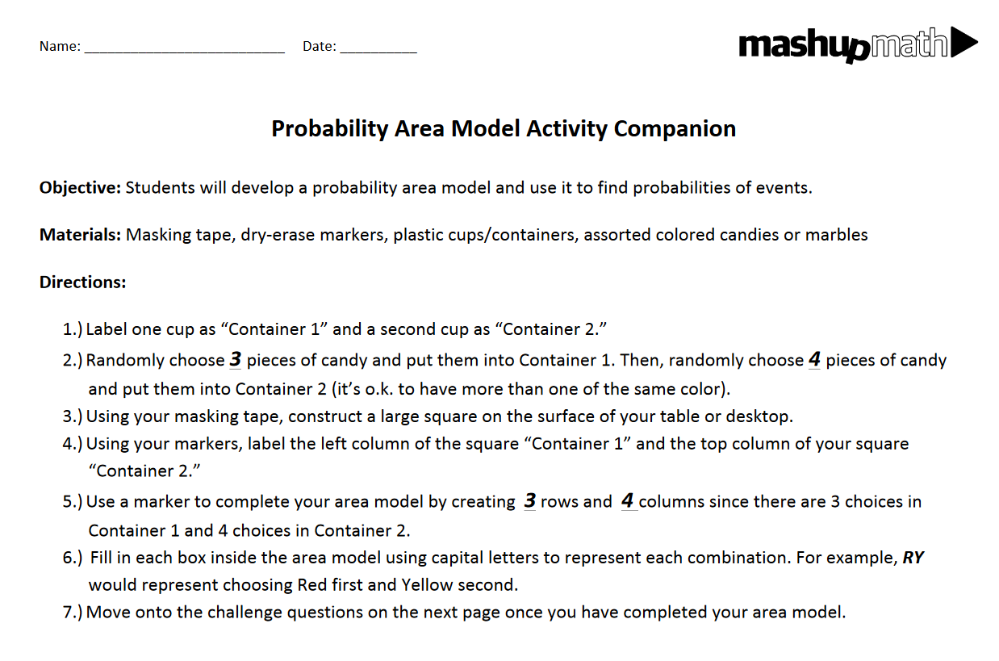 Name: __________________________ Date: __________ mashupmath
Probability Area Model Activity Companion
Objective: Students will develop a probability area model and use it to find probabilities of events.
Materials: Masking tape, dry-erase markers, plastic cups/containers, assorted colored candies or marbles
Directions:
1.) Label one cup as “Container 1” and a second cup as “Container 2.”
2.) Randomly choose 3 pieces of candy and put them into Container 1. Then, randomly choose 4 pieces of candy
and put them into Container 2 (it’s o.k. to have more than one of the same color).
3.) Using your masking tape, construct a large square on the surface of your table or desktop.
4.) Using your markers, label the left column of the square “Container 1” and the top column of your square
“Container 2.”
5.) Use a marker to complete your area model by creating 3 rows and 4 columns since there are 3 choices in
Container 1 and 4 choices in Container 2.
6.) Fill in each box inside the area model using capital letters to represent each combination. For example, RY
would represent choosing Red first and Yellow second.
7.) Move onto the challenge questions on the next page once you have completed your area model.